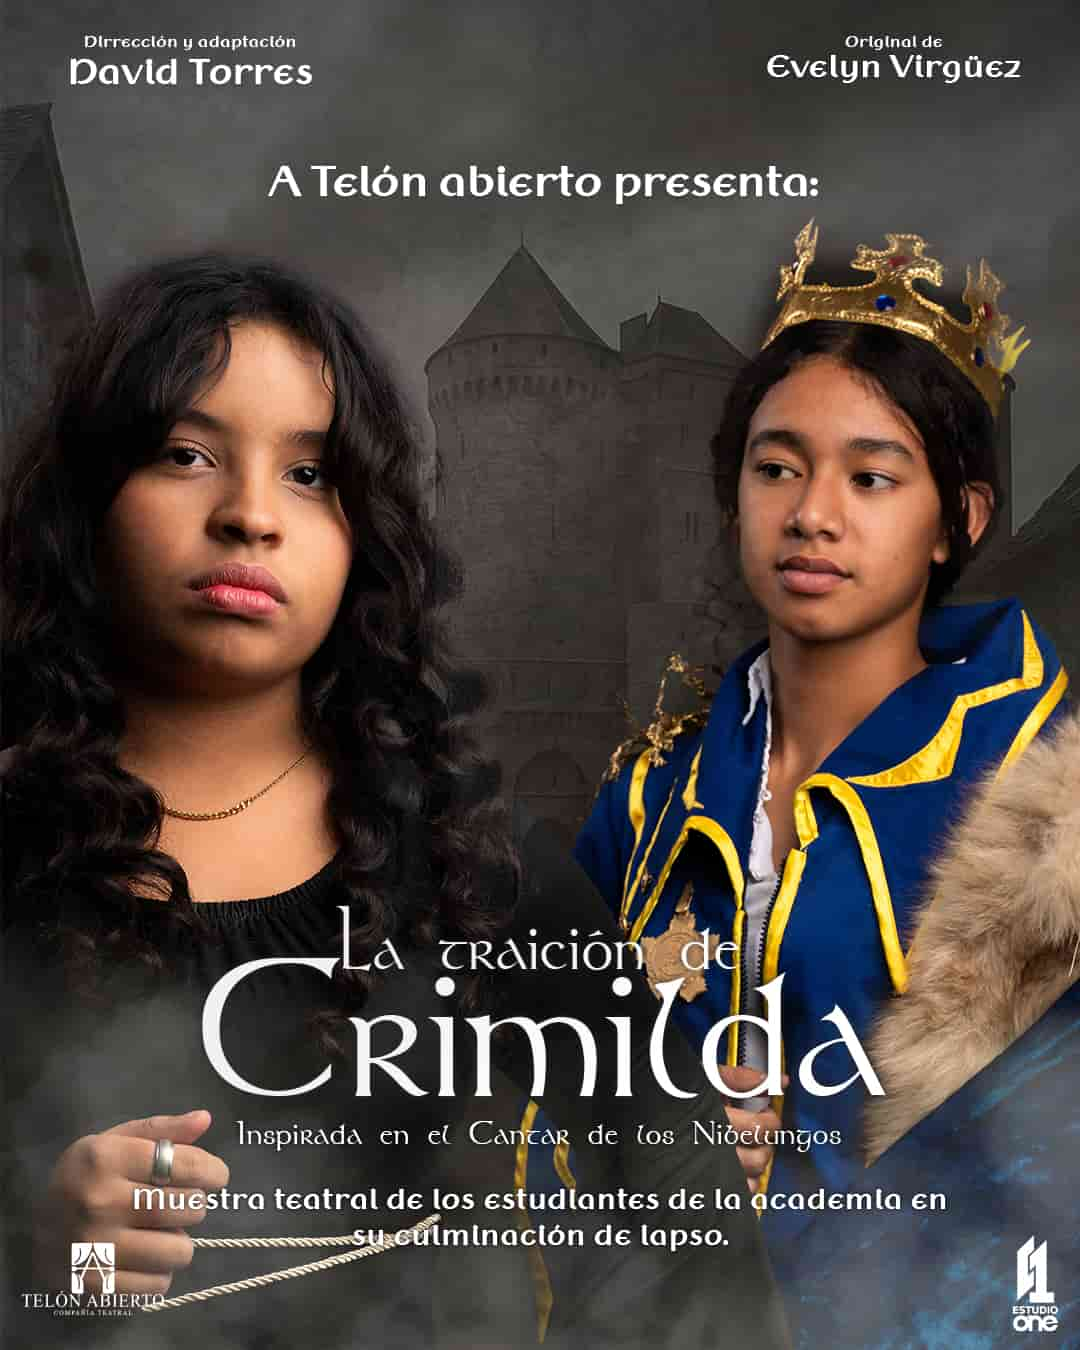 Dirrección y adaptación
David Torres
Original de
Evelyn Virgüez
A Telón abierto presenta:
La traición de
Crimilda
Inspirada en el Cantar de los Nibelungos
Muestra teatral de los estudiantes de la academia en
su culminación de lapso.
TELÓN ABIERTO
COMPAÑIA TEATRAL
1
ESTUDIO
one